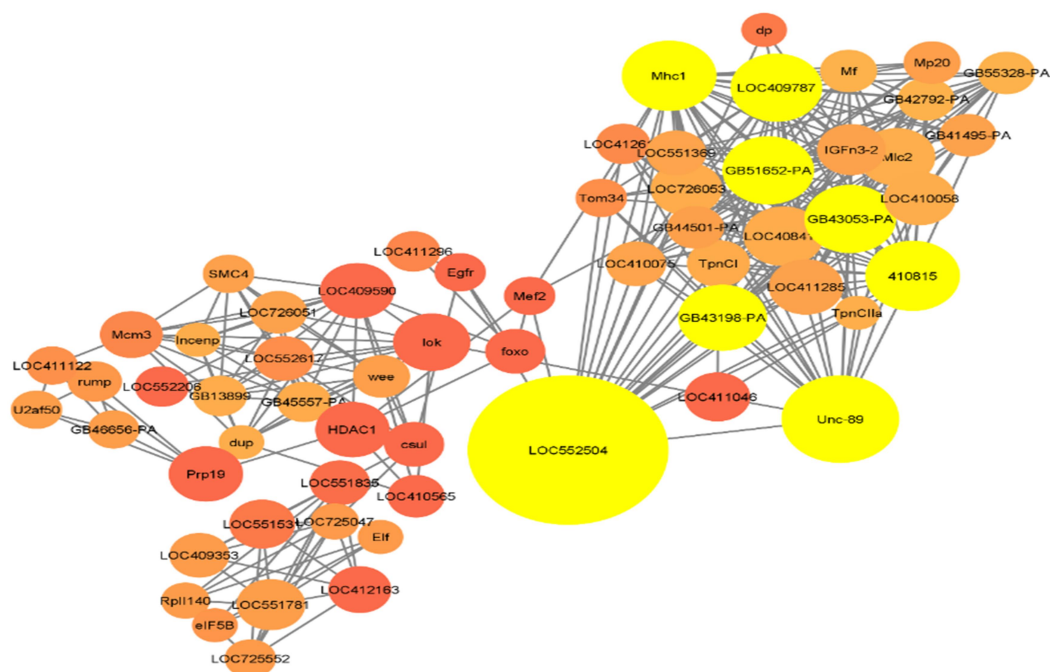 dp
Mhc1
LOC409787
Mf
Mp20
GB55328-PA
GB42792-PA
GB41495-PA
LOC41261
LOC551369
IGFn3-2
Mlc2
GB51652-PA
LOC726053
Tom34
LOC410058
GB43053-PA
GB44501-PA
LOC40841
LOC411296
LOC410075
TpnCI
SMC4
Egfr
410815
LOC409590
Mef2
LOC411285
LOC726051
GB43198-PA
TpnCIIa
Mcm3
Incenp
lok
foxo
LOC552617
LOC411122
rump
wee
LOC552206
GB13899
GB45557-PA
LOC411046
U2af50
GB46656-PA
HDAC1
Unc-89
dup
csul
LOC552504
Prp19
LOC551835
LOC410565
LOC551531
LOC725047
Elf
LOC409353
LOC412163
RpII140
LOC551781
eIF5B
LOC725552